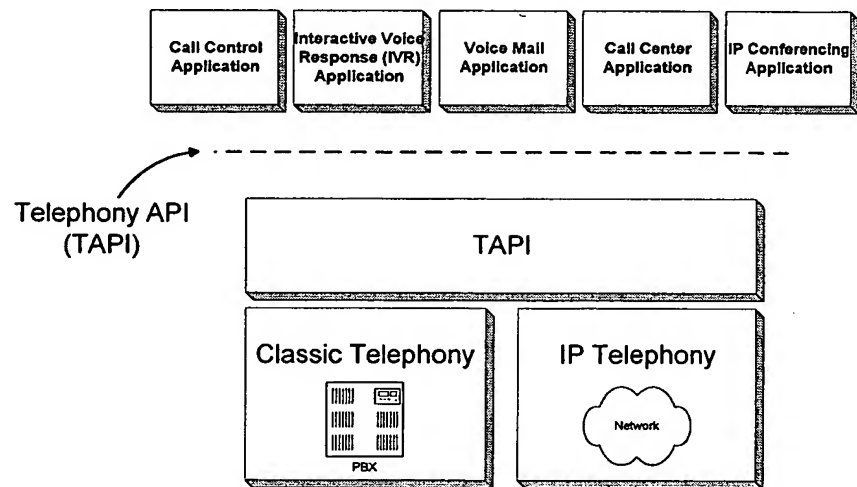 Call Control
Application
Interactive Voice
Response (IVR)
Application
Voice Mail
Application
Call Center
Application
IP Conferencing
Application
Telephony API
(TAPI)
TAPI
Classic Telephony
PBX
IP Telephony
Network